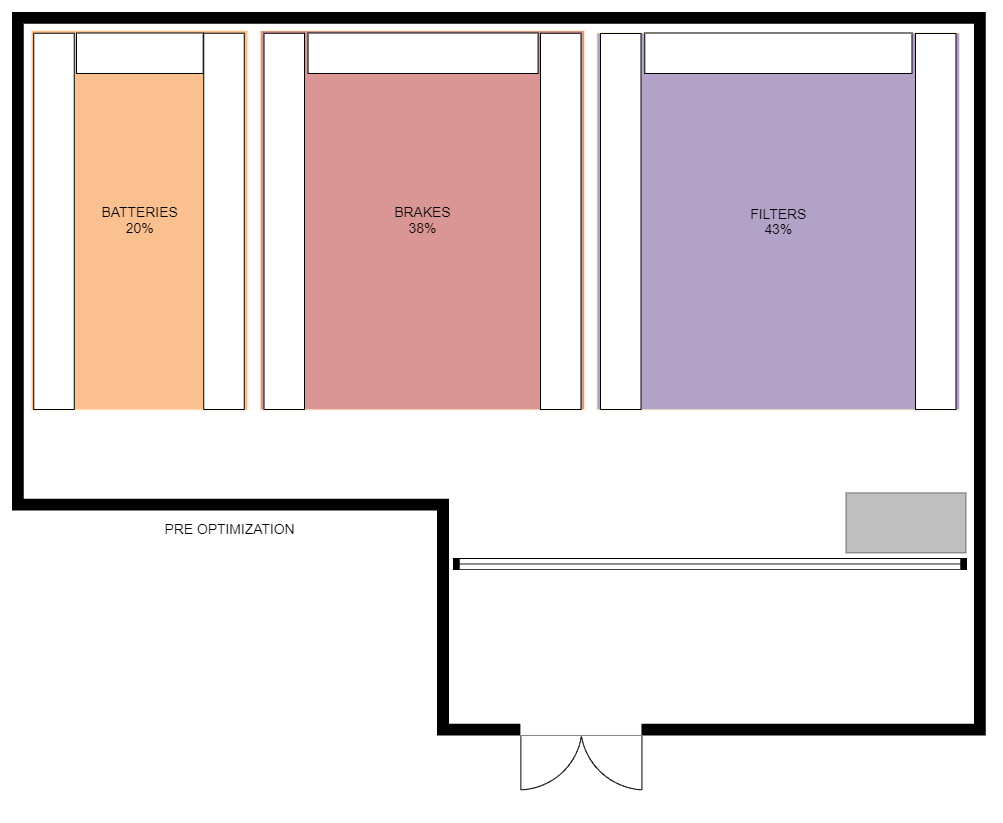 BATTERIES
20%
BRAKES
38%
FILTERS
43%
PRE OPTIMIZATION